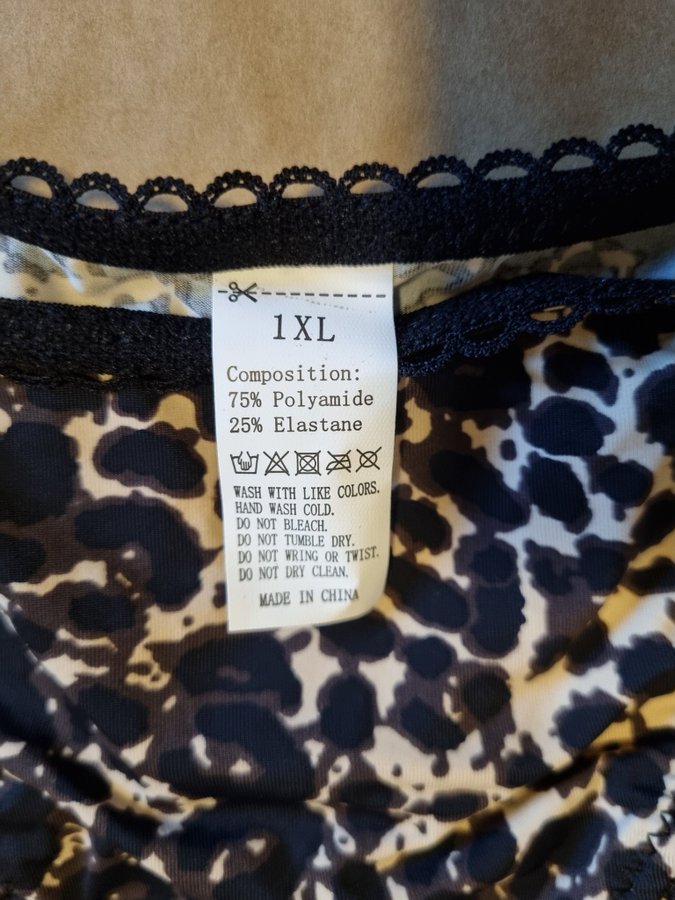 1XL
Composition:
75% Polyamide
25% Elastane
WASH WITH LIKE COLORS.
HAND WASH COLD.
DO NOT BLEACH.
DO NOT TUMBLE DRY.
DO NOT WRING OR TWIST.
DO NOT DRY CLEAN.
MADE IN CHINA